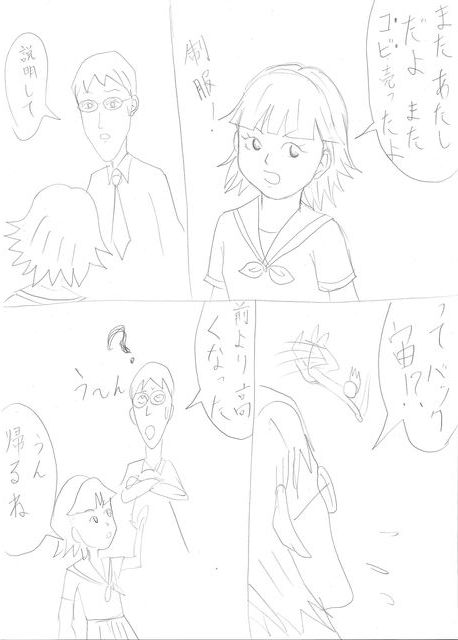 またあたし
だよ また
コ・ビ売ったよ
制服!
説明して
ってバック
宙!?
前より高
くなった
?
う〜ん
うん
帰るね